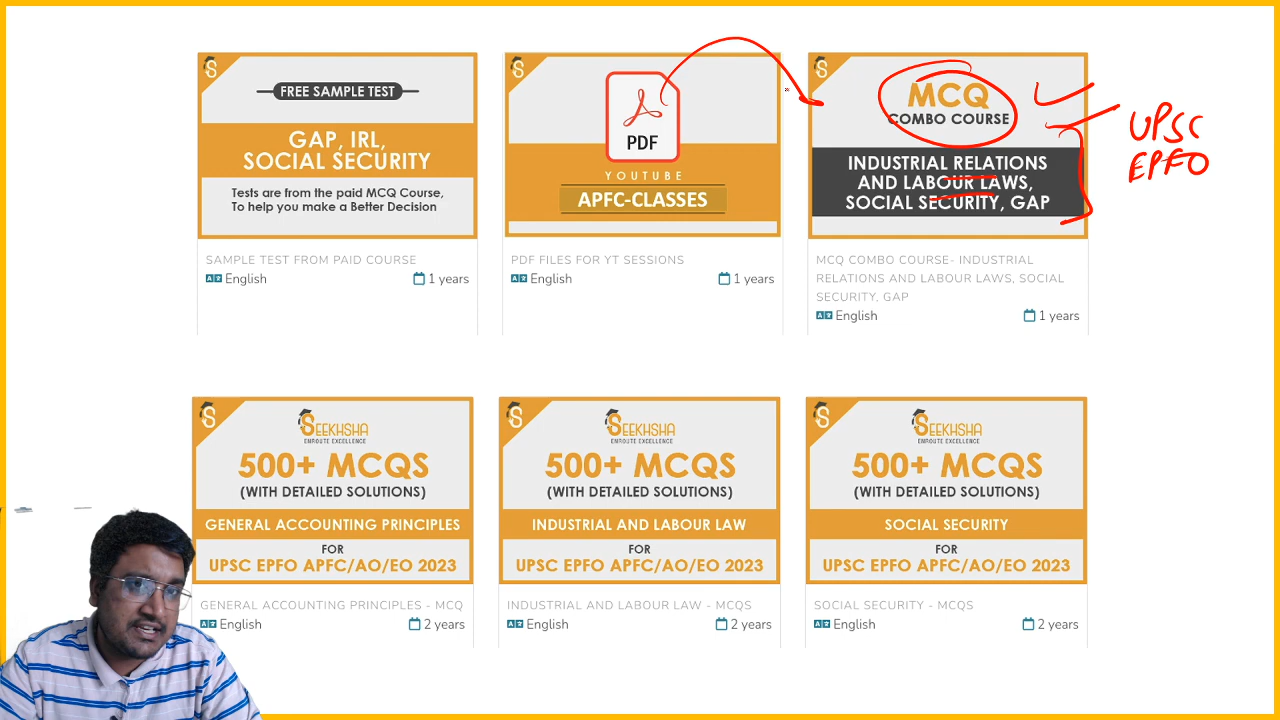 FREE SAMPLE TEST
GAP, IRL,
SOCIAL SECURITY
Tests are from the paid MCQ Course,
To help you make a Better Decision
SAMPLE TEST FROM PAID COURSE
English
1 years
PDF
YOUTUBE
APFC-CLASSES
PDF FILES FOR YT SESSIONS
English
1 years
MCQ
COMBO COURSE
INDUSTRIAL RELATIONS
AND LABOUR LAWS,
SOCIAL SECURITY, GAP
MCQ COMBO COURSE- INDUSTRIAL
RELATIONS AND LABOUR LAWS, SOCIAL
SECURITY, GAP
English
1 years
UPSC
EPFO
SEEKHSHA
ENROUTE EXCELLENCE
500+ MCQS
(WITH DETAILED SOLUTIONS)
GENERAL ACCOUNTING PRINCIPLES
FOR
UPSC EPFO APFC/AO/EO 2023
GENERAL ACCOUNTING PRINCIPLES - MCQ
English
2 years
SEEKHSHA
ENROUTE EXCELLENCE
500+ MCQS
(WITH DETAILED SOLUTIONS)
INDUSTRIAL AND LABOUR LAW
FOR
UPSC EPFO APFC/AO/EO 2023
INDUSTRIAL AND LABOUR LAW - MCQS
English
2 years
SEEKHSHA
ENROUTE EXCELLENCE
500+ MCQS
(WITH DETAILED SOLUTIONS)
SOCIAL SECURITY
FOR
UPSC EPFO APFC/AO/EO 2023
SOCIAL SECURITY - MCQS
English
2 years